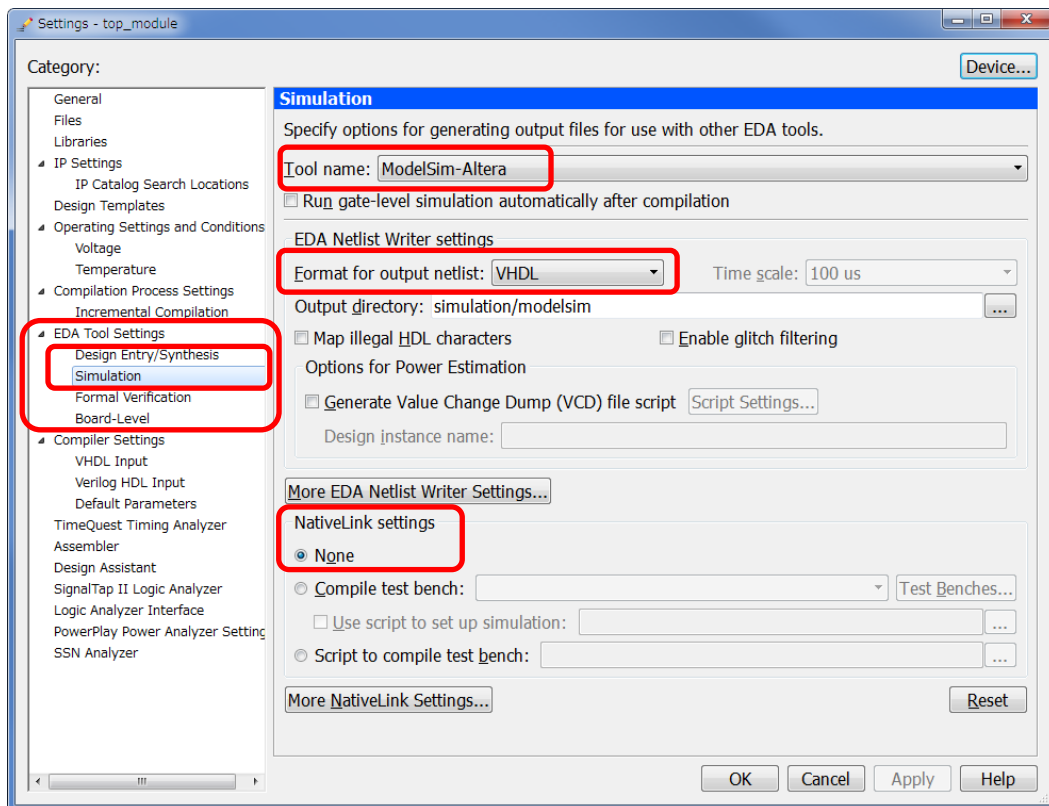 Settings - top_module
Category:
Device...
General
Files
Libraries
IP Settings
IP Catalog Search Locations
Design Templates
Operating Settings and Conditions
Voltage
Temperature
Compilation Process Settings
Incremental Compilation
EDA Tool Settings
Design Entry/Synthesis
Simulation
Formal Verification
Board-Level
Compiler Settings
VHDL Input
Verilog HDL Input
Default Parameters
TimeQuest Timing Analyzer
Assembler
Design Assistant
SignalTap II Logic Analyzer
Logic Analyzer Interface
PowerPlay Power Analyzer Setting
SSN Analyzer
Simulation
Specify options for generating output files for use with other EDA tools.
Tool name: ModelSim-Altera
Run gate-level simulation automatically after compilation
EDA Netlist Writer settings
Format for output netlist: VHDL Time scale: 100 us
Output directory: simulation/modelsim ...
Map illegal HDL characters Enable glitch filtering
Options for Power Estimation
Generate Value Change Dump (VCD) file script Script Settings...
Design instance name:
More EDA Netlist Writer Settings...
NativeLink settings
None
Compile test bench: Test Benches...
Use script to set up simulation: ...
Script to compile test bench: ...
More NativeLink Settings... Reset
OK Cancel Apply Help